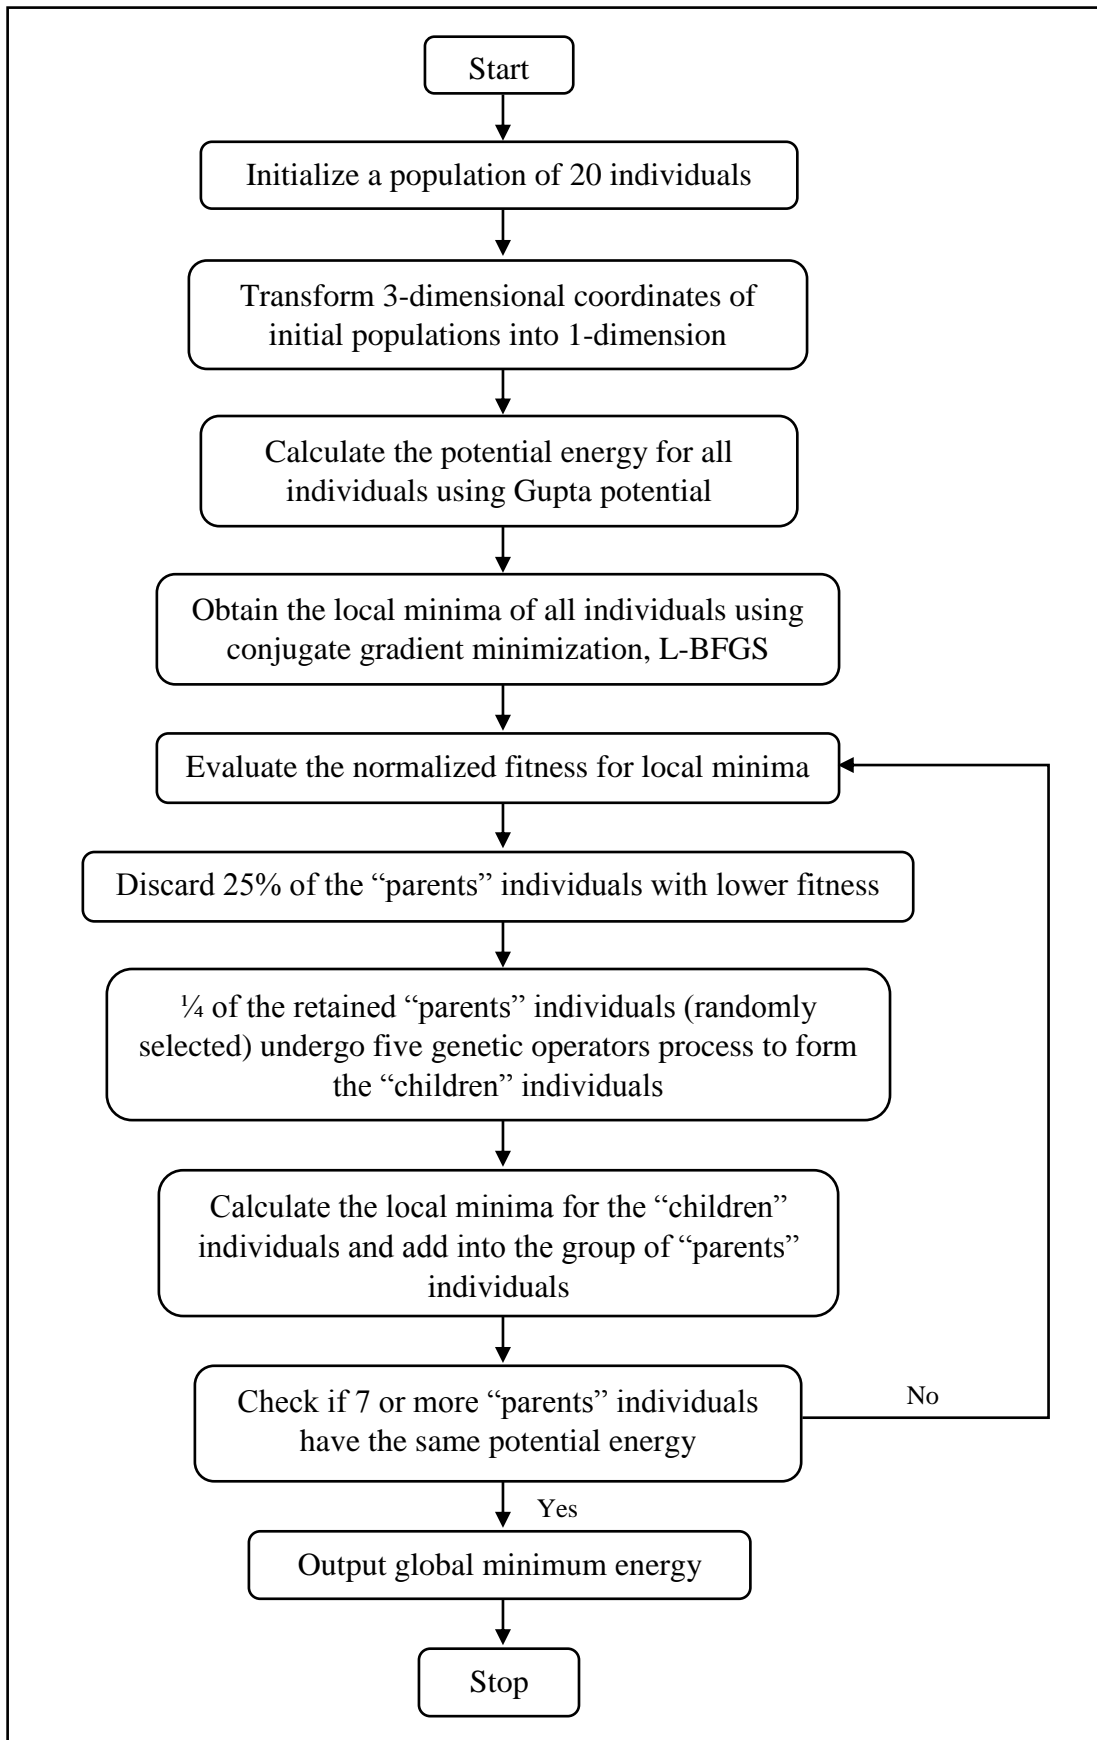 Start
Initialize a population of 20 individuals
Transform 3-dimensional coordinates of
initial populations into 1-dimension
Calculate the potential energy for all
individuals using Gupta potential
Obtain the local minima of all individuals using
conjugate gradient minimization, L-BFGS
Evaluate the normalized fitness for local minima
Discard 25% of the “parents” individuals with lower fitness
¼ of the retained “parents” individuals (randomly
selected) undergo five genetic operators process to form
the “children” individuals
Calculate the local minima for the “children”
individuals and add into the group of “parents”
individuals
Check if 7 or more “parents” individuals
have the same potential energy
No
Yes
Output global minimum energy
Stop